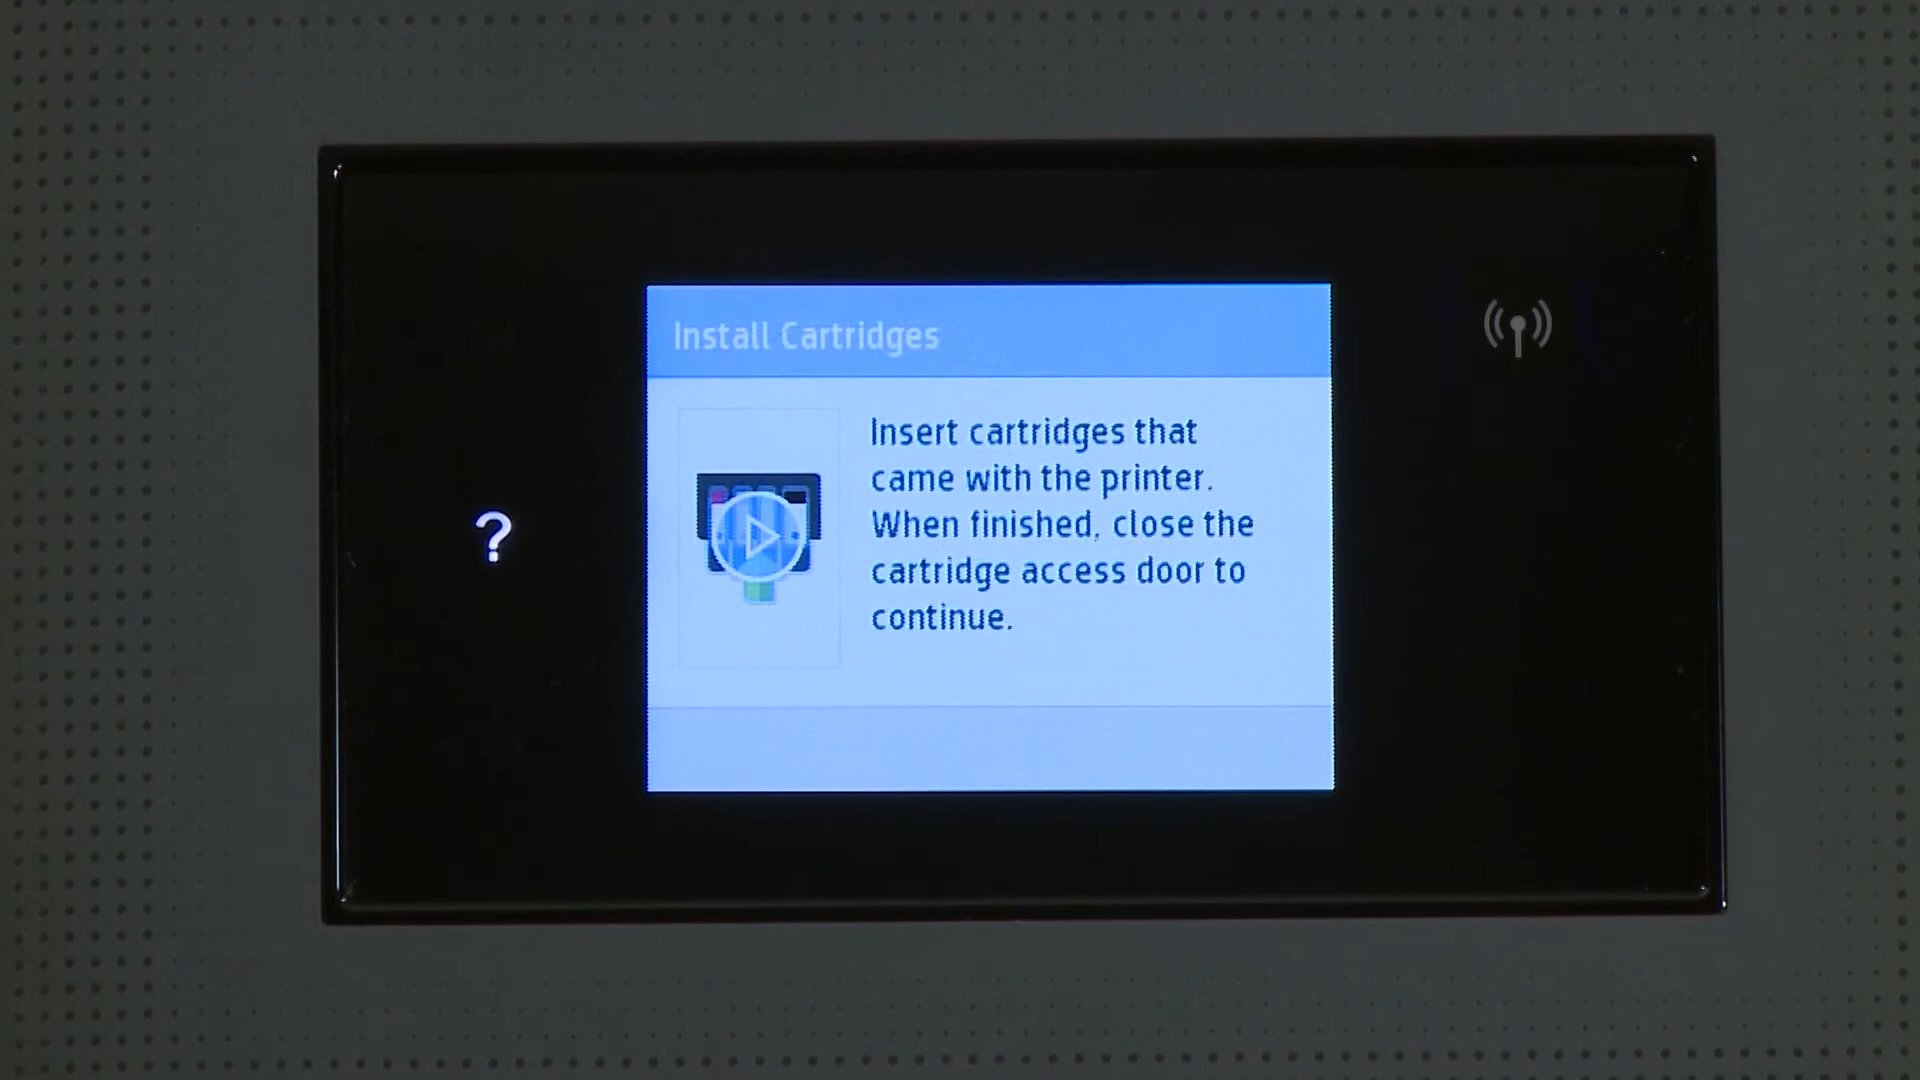 Install Cartridges
Insert cartridges that
came with the printer.
When finished, close the
cartridge access door to
continue.
?